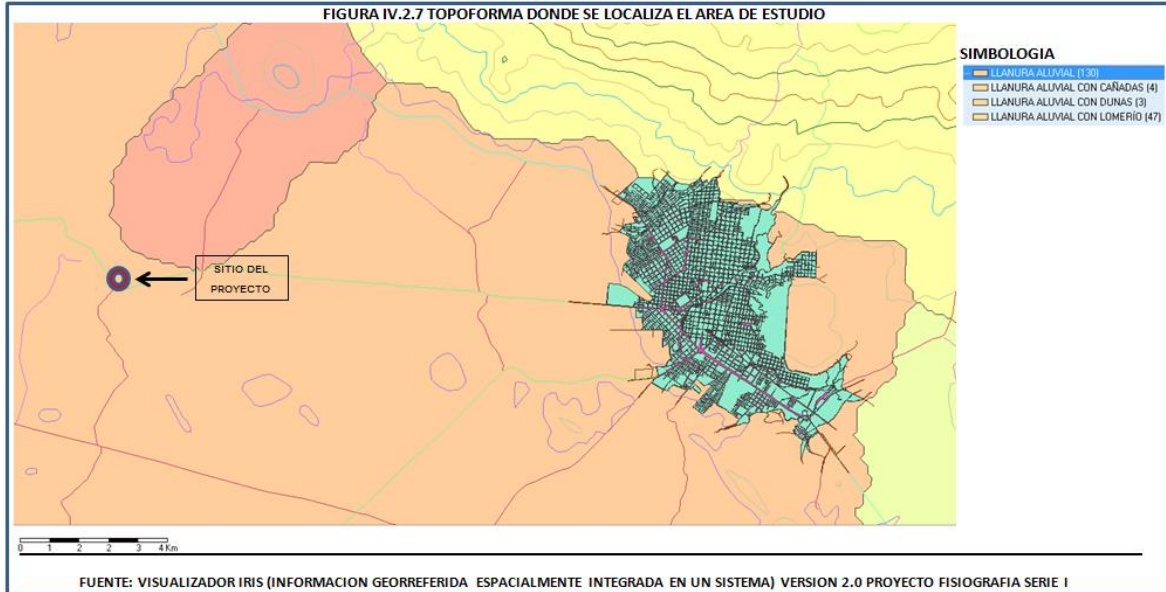 FIGURA IV.2.7 TOPOFORMA DONDE SE LOCALIZA EL AREA DE ESTUDIO
SIMBOLOGIA
LLANURA ALUVIAL (130)
LLANURA ALUVIAL CON CAÑADAS (4)
LLANURA ALUVIAL CON DUNAS (3)
LLANURA ALUVIAL CON LOMERÍO (47)
SITIO DEL
PROYECTO
0 1 2 2 3 4 Km
FUENTE: VISUALIZADOR IRIS (INFORMACION GEORREFERIDA ESPACIALMENTE INTEGRADA EN UN SISTEMA) VERSION 2.0 PROYECTO FISIOGRAFIA SERIE I